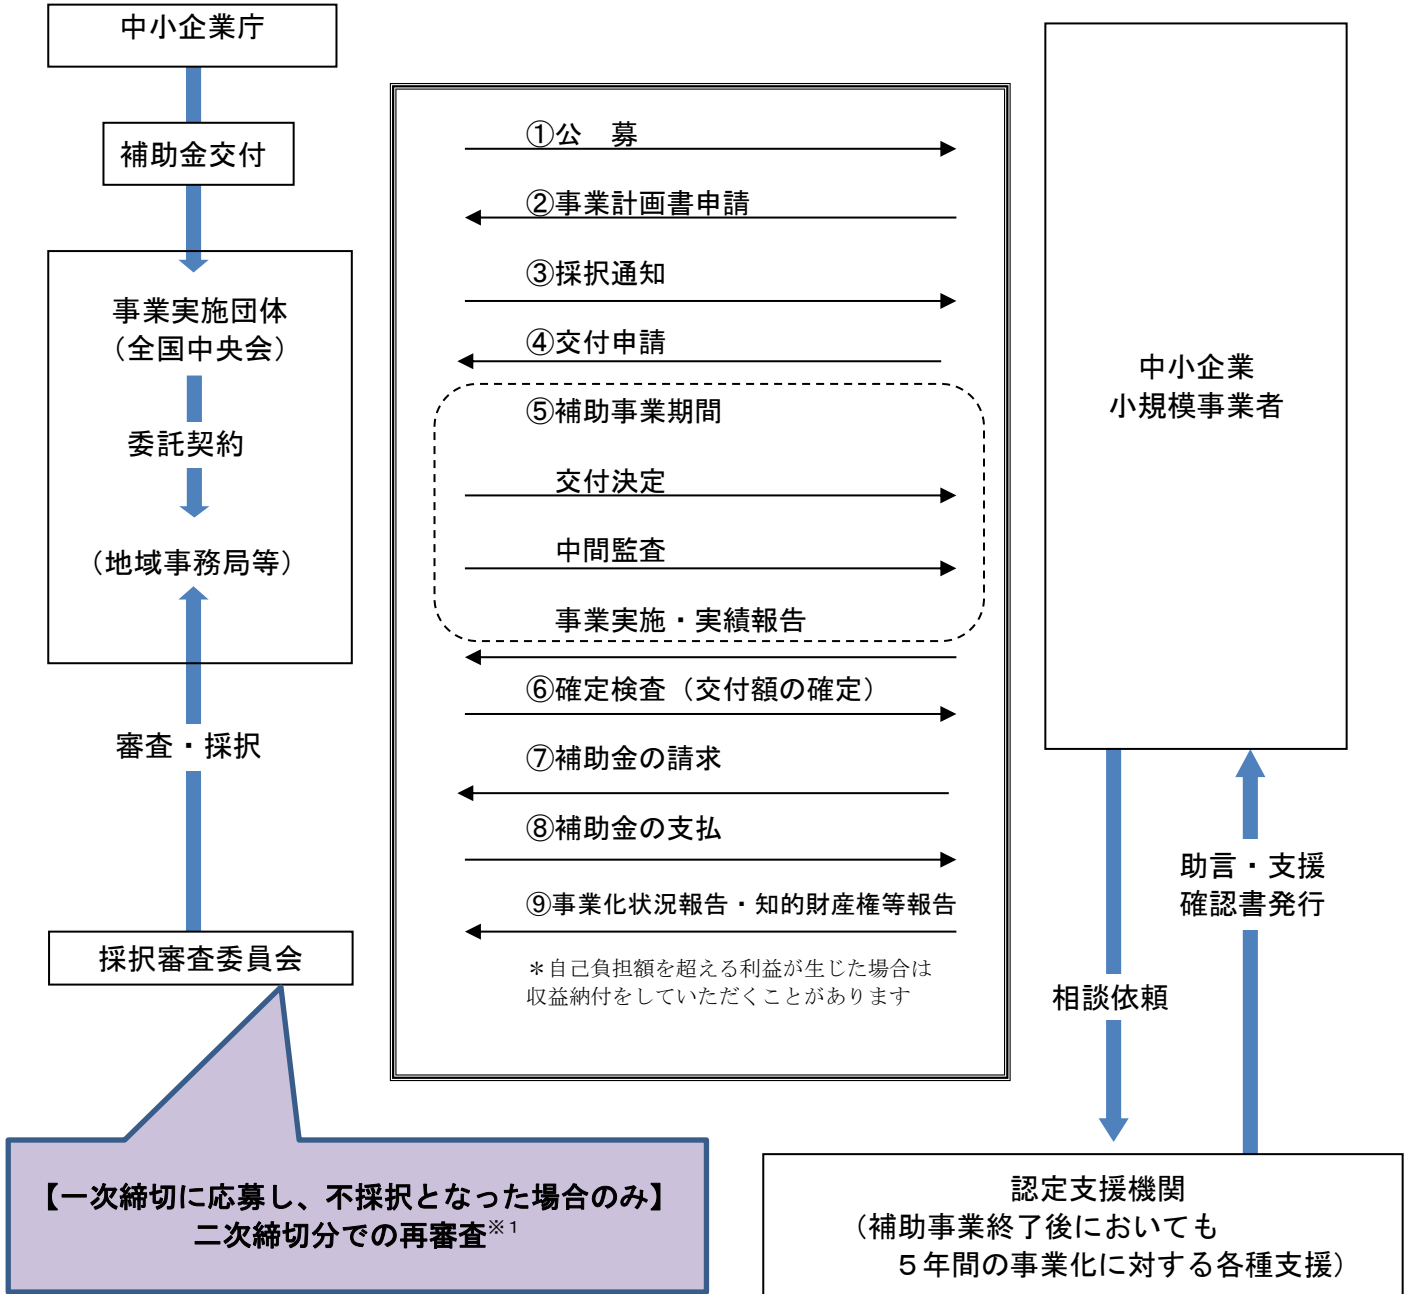 中小企業庁
補助金交付
事業実施団体
（全国中央会）
委託契約
（地域事務局等）
審査・採択
採択審査委員会
【一次締切に応募し、不採択となった場合のみ】
二次締切分での再審査※1
①公　募
②事業計画書申請
③採択通知
④交付申請
⑤補助事業期間
交付決定
中間監査
事業実施・実績報告
⑥確定検査（交付額の確定）
⑦補助金の請求
⑧補助金の支払
⑨事業化状況報告・知的財産権等報告
＊自己負担額を超える利益が生じた場合は
収益納付をしていただくことがあります
中小企業
小規模事業者
相談依頼
助言・支援
確認書発行
認定支援機関
（補助事業終了後においても
５年間の事業化に対する各種支援）